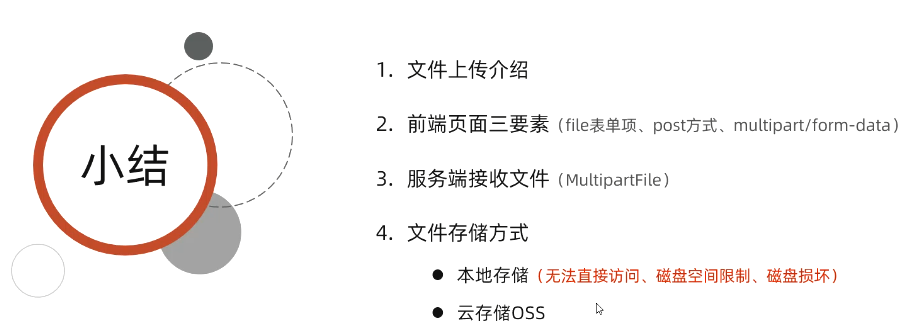 小结
1. 文件上传介绍
2. 前端页面三要素（file表单项、post方式、multipart/form-data）
3. 服务端接收文件（MultipartFile）
4. 文件存储方式
● 本地存储（无法直接访问、磁盘空间限制、磁盘损坏）
● 云存储OSS